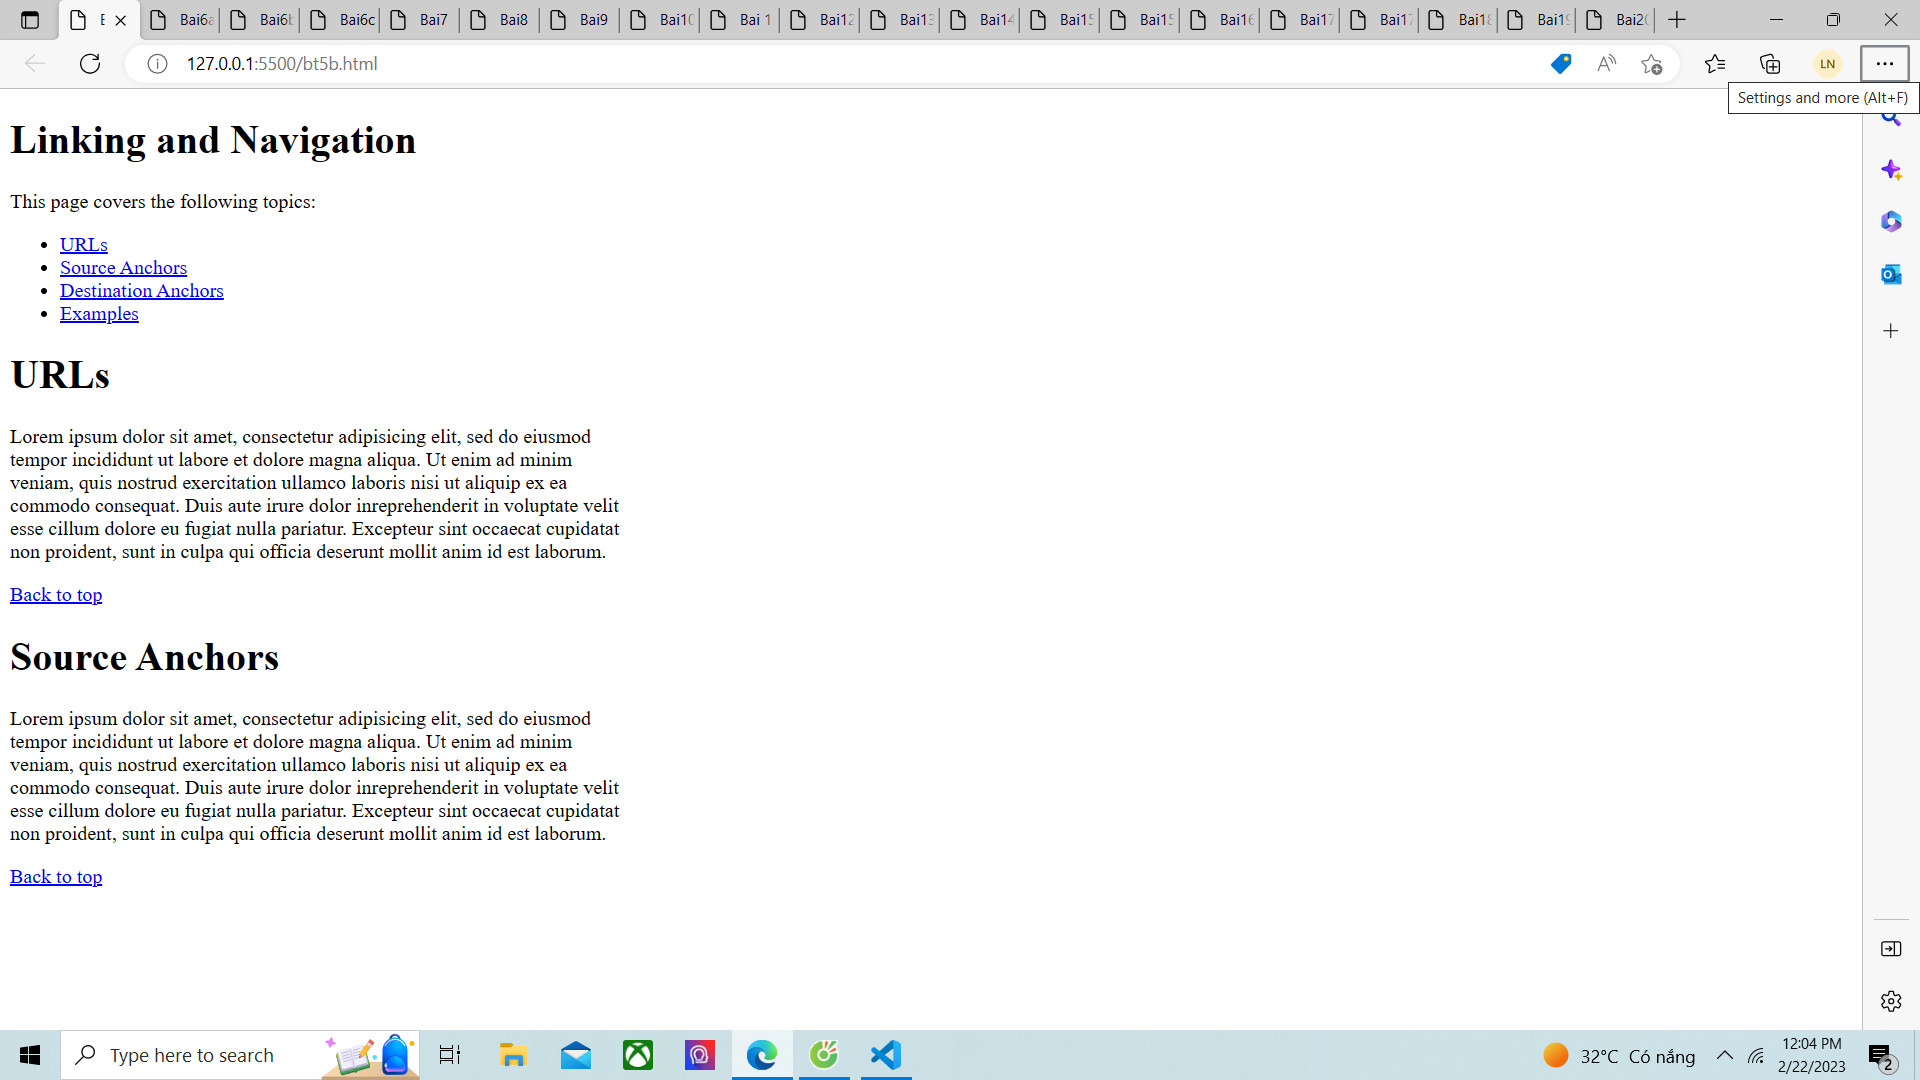 Bai6a
Bai6b
Bai6c
Bai7
Bai8
Bai9
Bai10
Bai 1
Bai12
Bai13
Bai14
Bai15
Bai15
Bai16
Bai17
Bai17
Bai18
Bai19
Bai20
127.0.0.1:5500/bt5b.html
LN
Settings and more (Alt+F)
Linking and Navigation
This page covers the following topics:
• URLs
• Source Anchors
• Destination Anchors
• Examples
URLs
Lorem ipsum dolor sit amet, consectetur adipisicing elit, sed do eiusmod
tempor incididunt ut labore et dolore magna aliqua. Ut enim ad minim
veniam, quis nostrud exercitation ullamco laboris nisi ut aliquip ex ea
commodo consequat. Duis aute irure dolor inreprehenderit in voluptate velit
esse cillum dolore eu fugiat nulla pariatur. Excepteur sint occaecat cupidatat
non proident, sunt in culpa qui officia deserunt mollit anim id est laborum.
Back to top
Source Anchors
Lorem ipsum dolor sit amet, consectetur adipisicing elit, sed do eiusmod
tempor incididunt ut labore et dolore magna aliqua. Ut enim ad minim
veniam, quis nostrud exercitation ullamco laboris nisi ut aliquip ex ea
commodo consequat. Duis aute irure dolor inreprehenderit in voluptate velit
esse cillum dolore eu fugiat nulla pariatur. Excepteur sint occaecat cupidatat
non proident, sunt in culpa qui officia deserunt mollit anim id est laborum.
Back to top
Type here to search
32°C Có nắng
12:04 PM
2/22/2023
2